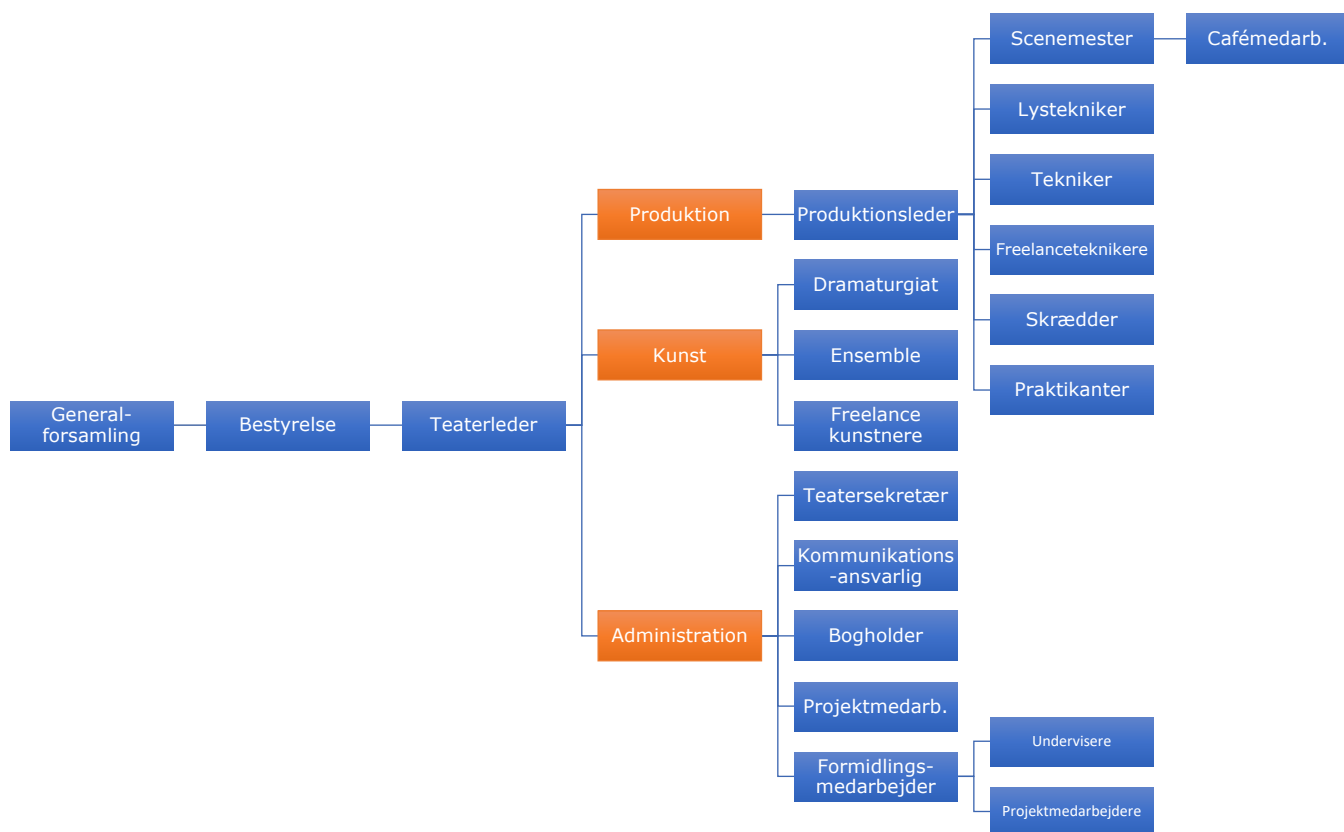 Scenemester
Cafémedarb.
Lystekniker
Tekniker
Produktion
Produktionsleder
Freelanceteknikere
Dramaturgiat
Skrædder
Kunst
Ensemble
Praktikanter
General-
forsamling
Bestyrelse
Teaterleder
Freelance
kunstnere
Teatersekretær
Kommunikations
-ansvarlig
Administration
Bogholder
Projektmedarb.
Undervisere
Formidlings-
medarbejder
Projektmedarbejdere